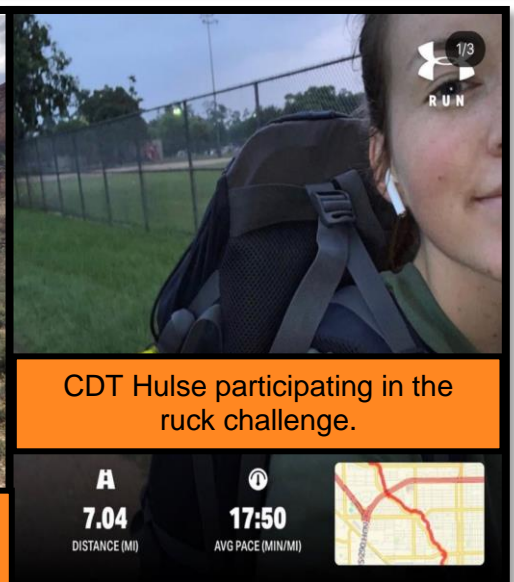 1/3
RUN
CDT Hulse participating in the
ruck challenge.
7.04
17:50
DISTANCE (MI)
AVG PACE (MIN/MI)